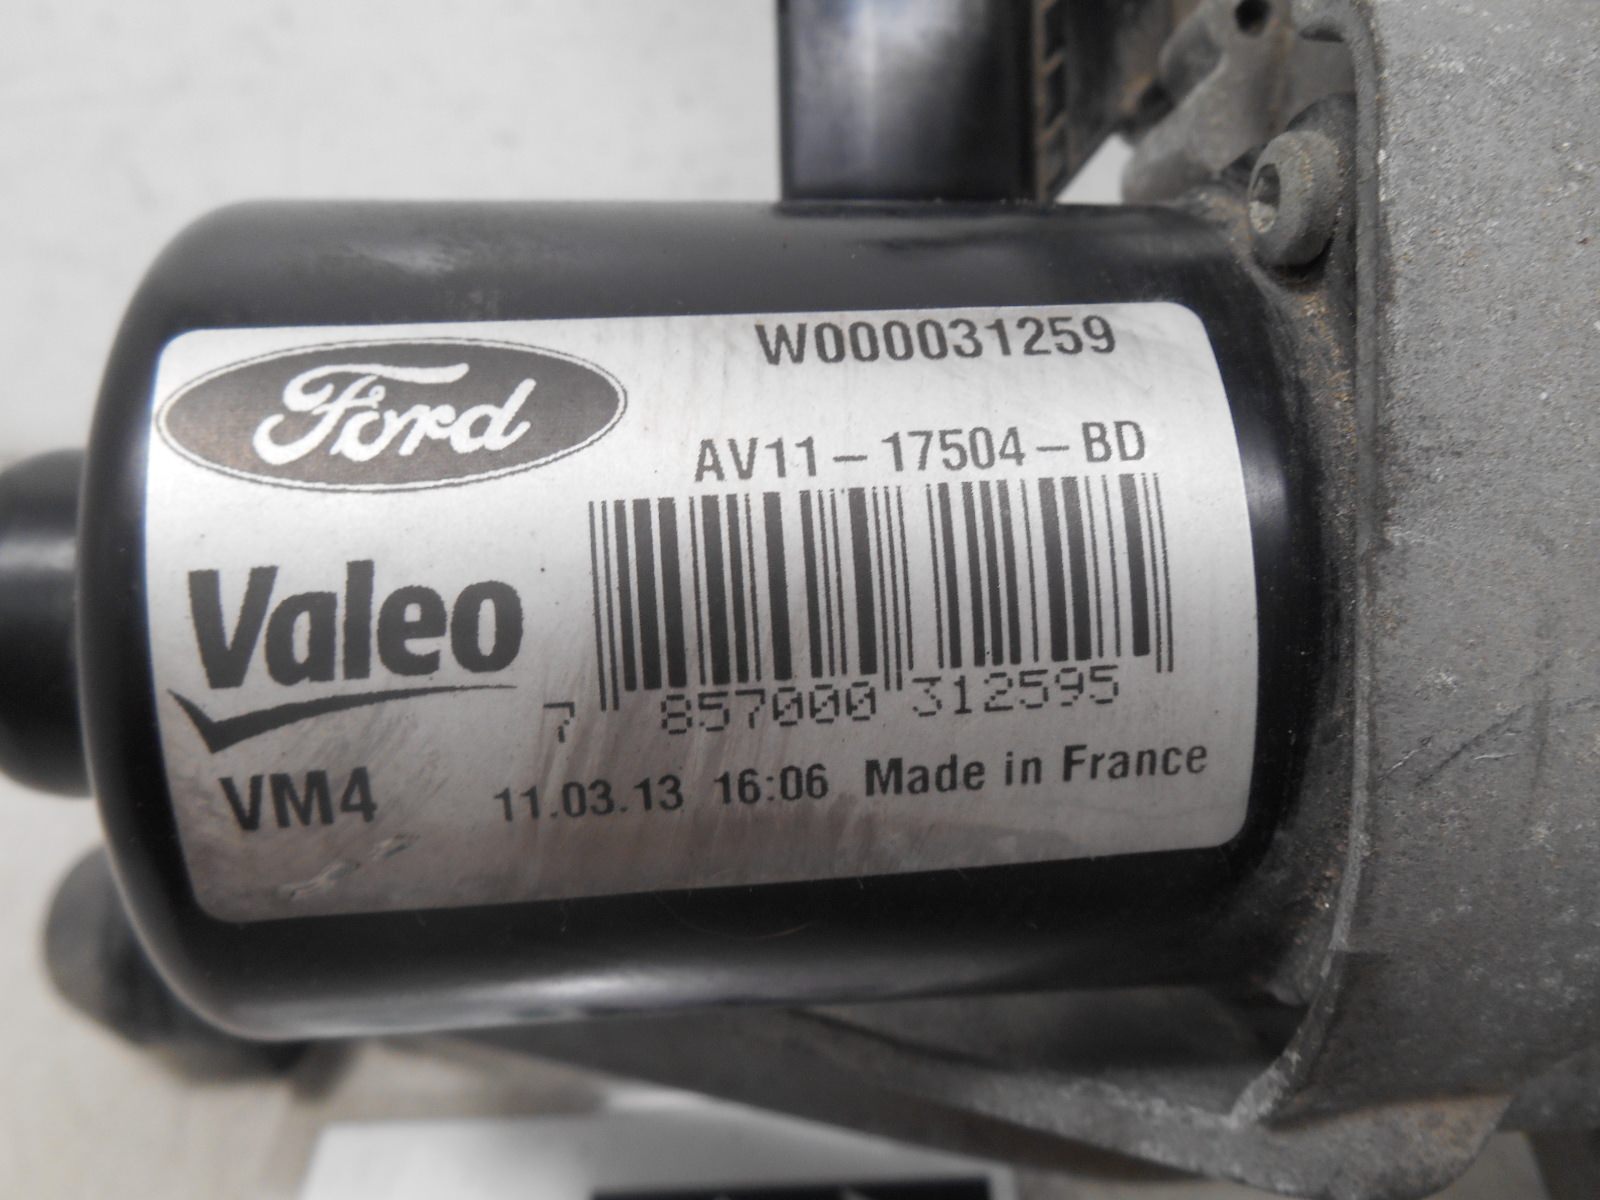 Ford
W000031259
AV11-17504-BD
Valeo
7 857000 312595
VM4
11.03.13 16:06 Made in France